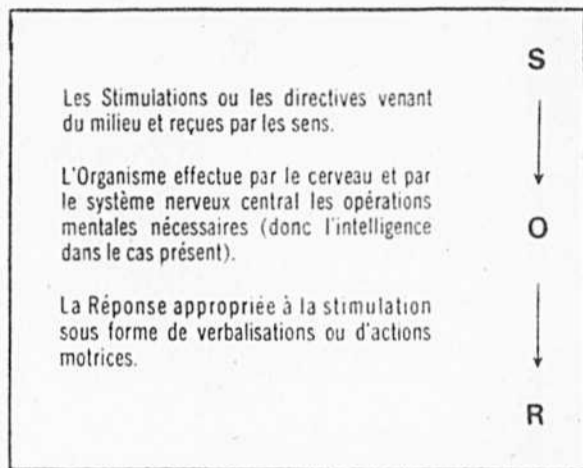 S
Les Stimulations ou les directives venant
du milieu et reçues par les sens.
L'Organisme effectue par le cerveau et par
le système nerveux central les opérations
mentales nécessaires (donc l'intelligence
dans le cas présent).
O
La Réponse appropriée à la stimulation
sous forme de verbalisations ou d'actions
motrices.
R